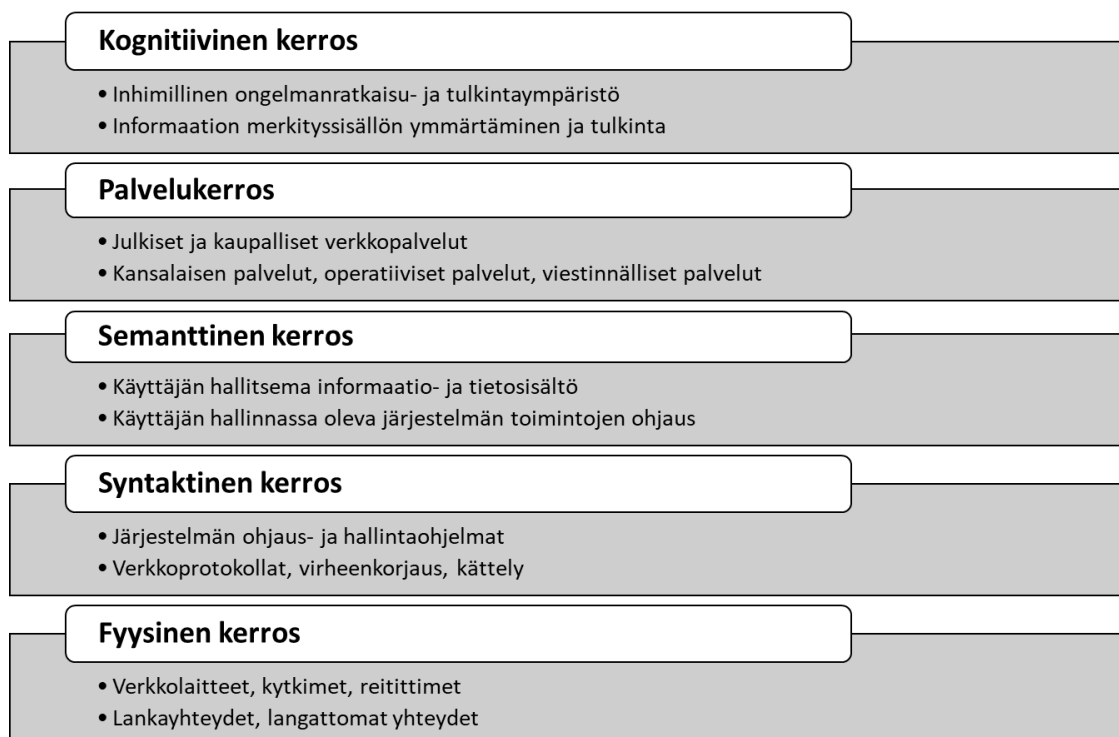 Kognitiivinen kerros
• Inhimillinen ongelmanratkaisu- ja tulkintaympäristö
• Informaation merkityssisällön ymmärtäminen ja tulkinta
Palvelukerros
• Julkiset ja kaupalliset verkkopalvelut
• Kansalaisen palvelut, operatiiviset palvelut, viestinnälliset palvelut
Semanttinen kerros
• Käyttäjän hallitsema informaatio- ja tietosisältö
• Käyttäjän hallinnassa oleva järjestelmän toimintojen ohjaus
Syntaktinen kerros
• Järjestelmän ohjaus- ja hallintaohjelmat
• Verkkoprotokollat, virheenkorjaus, kättely
Fyysinen kerros
• Verkkolaitteet, kytkimet, reitittimet
• Lankayhteydet, langattomat yhteydet